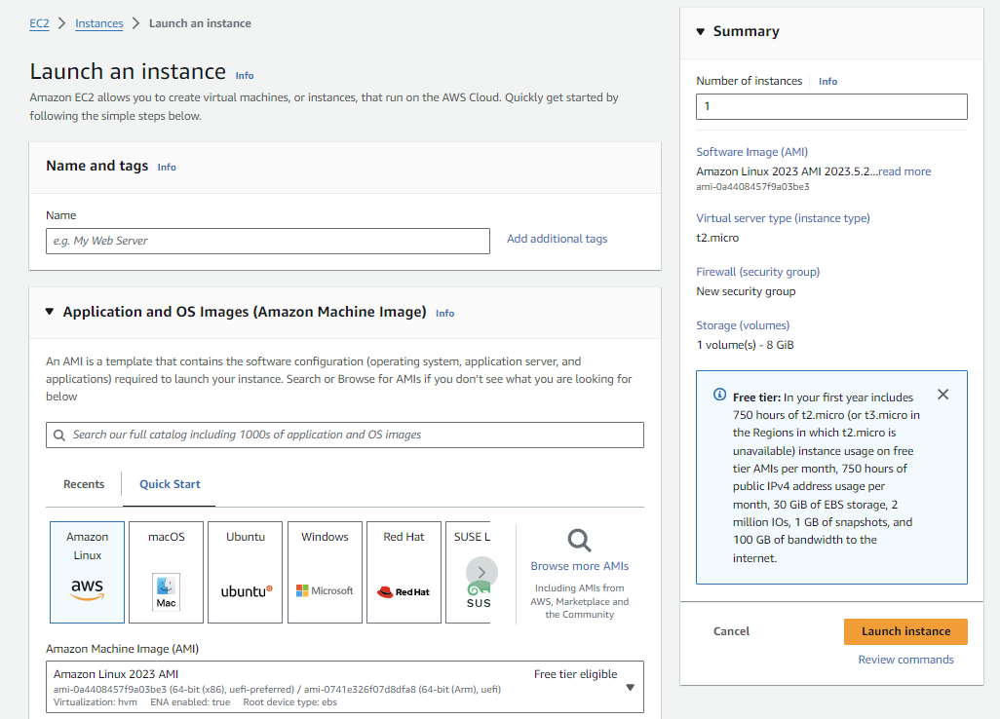 EC2 > Instances > Launch an instance
Launch an instance Info
Amazon EC2 allows you to create virtual machines, or instances, that run on the AWS Cloud. Quickly get started by
following the simple steps below.
Name and tags Info
Name
e.g. My Web Server
Add additional tags
Application and OS Images (Amazon Machine Image) Info
An AMI is a template that contains the software configuration (operating system, application server, and
applications) required to launch your instance. Search or Browse for AMIs if you don't see what you are looking for
below
Search our full catalog including 1000s of application and OS images
Recents
Quick Start
Amazon
Linux
aws
macOS
Mac
Ubuntu
ubuntu
Windows
Microsoft
Red Hat
Red Hat
SUSE L
SUS
Browse more AMIs
Including AMIs from
AWS, Marketplace and
the Community
Amazon Machine Image (AMI)
Amazon Linux 2023 AMI
Free tier eligible
ami-0a4408457f9a03be3 (64-bit (x86), uefi-preferred) / ami-0741e326f07d8dfa8 (64-bit (Arm), uefi)
Virtualization: hvm ENA enabled: true Root device type: ebs
Summary
Number of instances Info
1
Software Image (AMI)
Amazon Linux 2023 AMI 2023.5.2...read more
ami-0a4408457f9a03be3
Virtual server type (instance type)
t2.micro
Firewall (security group)
New security group
Storage (volumes)
1 volume(s) - 8 GiB
Free tier: In your first year includes
750 hours of t2.micro (or t3.micro in
the Regions in which t2.micro is
unavailable) instance usage on free
tier AMIs per month, 750 hours of
public IPv4 address usage per
month, 30 GiB of EBS storage, 2
million IOs, 1 GB of snapshots, and
100 GB of bandwidth to the
internet.
Cancel
Launch instance
Review commands